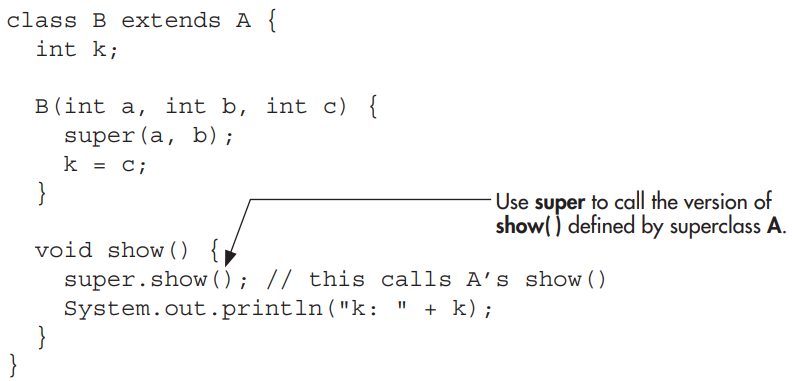 class B extends A {
int k;
B(int a, int b, int c) {
super(a, b);
k = c;
}
Use super to call the version of
show( ) defined by superclass A.
void show() {
super.show(); // this calls A's show()
System.out.println("k: " + k);
}
}